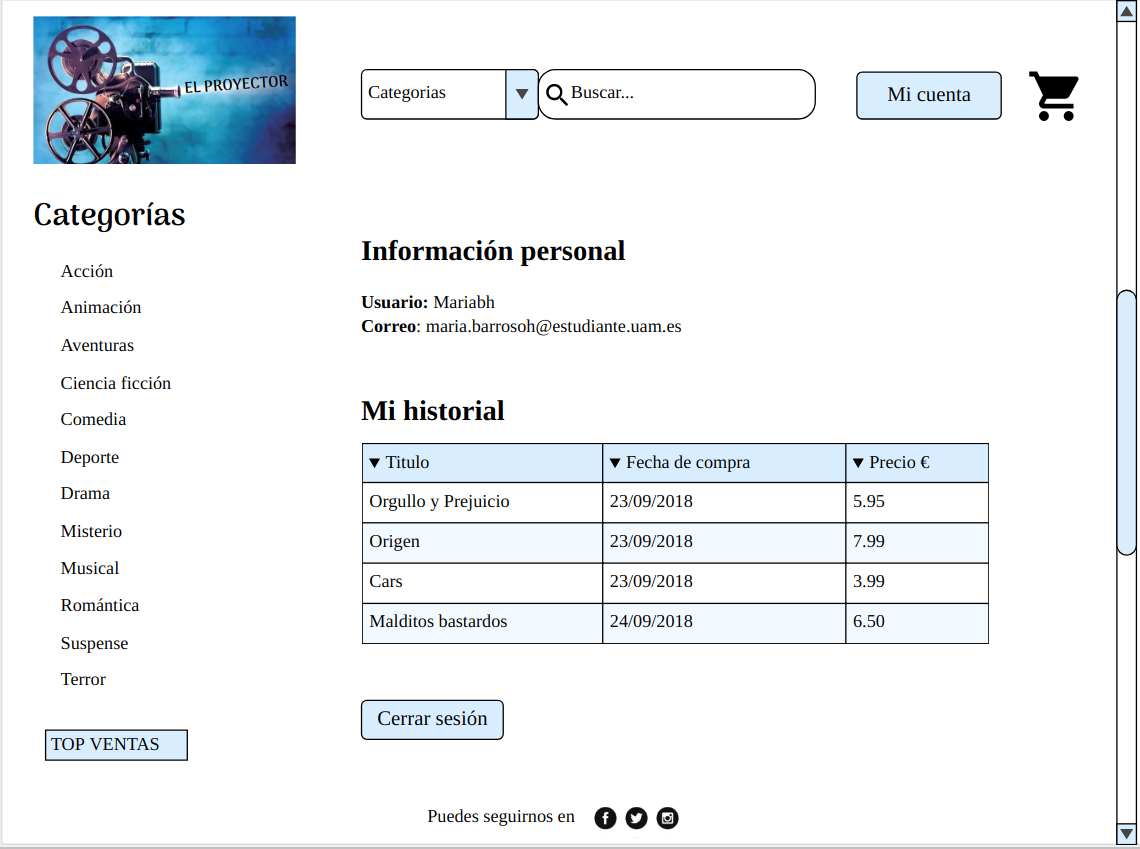 EL PROYECTOR
Categorias
Buscar...
Mi cuenta
Categorías
Acción
Animación
Aventuras
Ciencia ficción
Comedia
Deporte
Drama
Misterio
Musical
Romántica
Suspense
Terror
TOP VENTAS
Información personal
Usuario: Mariabh
Correo: maria.barrosoh@estudiante.uam.es
Mi historial
Titulo Fecha de compra Precio €
Orgullo y Prejuicio 23/09/2018 5.95
Origen 23/09/2018 7.99
Cars 23/09/2018 3.99
Malditos bastardos 24/09/2018 6.50
Cerrar sesión
Puedes seguirnos en